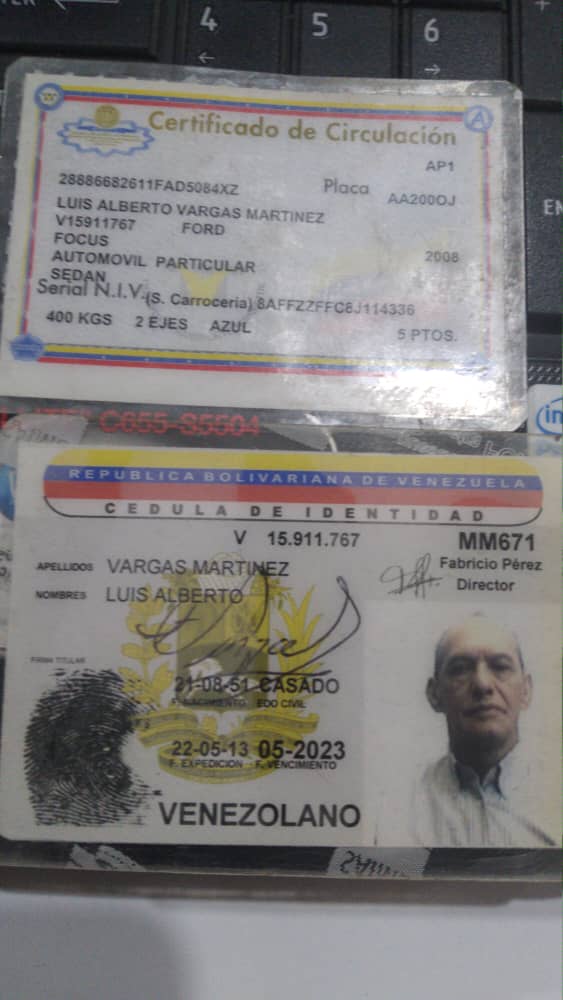 4 5 6
Certificado de Circulación
A
AP1
28886682611FAD5084XZ Placa AA200OJ
LUIS ALBERTO VARGAS MARTINEZ
V15911767 FORD
FOCUS 2008
AUTOMOVIL PARTICULAR
SEDAN
Serial N.I.V. (S. Carroceria) 8AFFZZFFC8J114336
400 KGS 2 EJES AZUL 5 PTOS.
C655-S5504
REPUBLICA BOLIVARIANA DE VENEZUELA
CEDULA DE IDENTIDAD
V 15.911.767 MM671
APELLIDOS VARGAS MARTINEZ Fabricio Pérez
NOMBRES LUIS ALBERTO Director
FIRMA TITULAR
21-08-51 CASADO
F. NACIMIENTO EDO CIVIL
22-05-13 05-2023
F. EXPEDICION F. VENCIMIENTO
VENEZOLANO